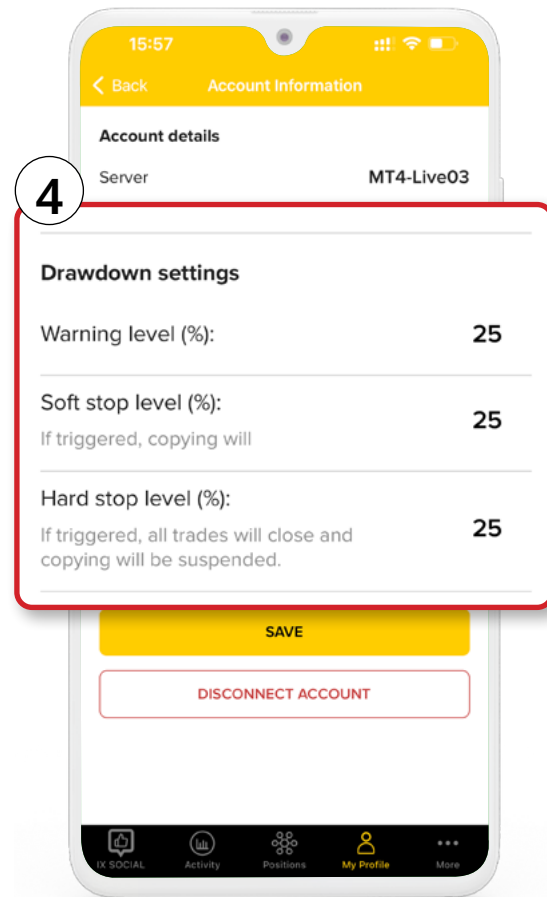 15:57
Back
Account Information
Account details
Server
MT4-Live03
4
Drawdown settings
Warning level (%):
25
Soft stop level (%):
25
If triggered, copying will
Hard stop level (%):
25
If triggered, all trades will close and
copying will be suspended.
SAVE
DISCONNECT ACCOUNT
IX SOCIAL
Activity
Positions
My Profile
More